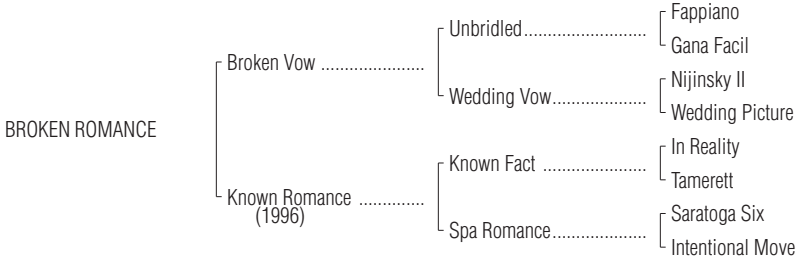 Fappiano
Unbridled..........................
Gana Facil
Broken Vow ......................
Nijinsky II
Wedding Vow....................
Wedding Picture
BROKEN ROMANCE
In Reality
Known Fact ......................
Tamerett
Known Romance ..............
(1996)
Saratoga Six
Spa Romance....................
Intentional Move